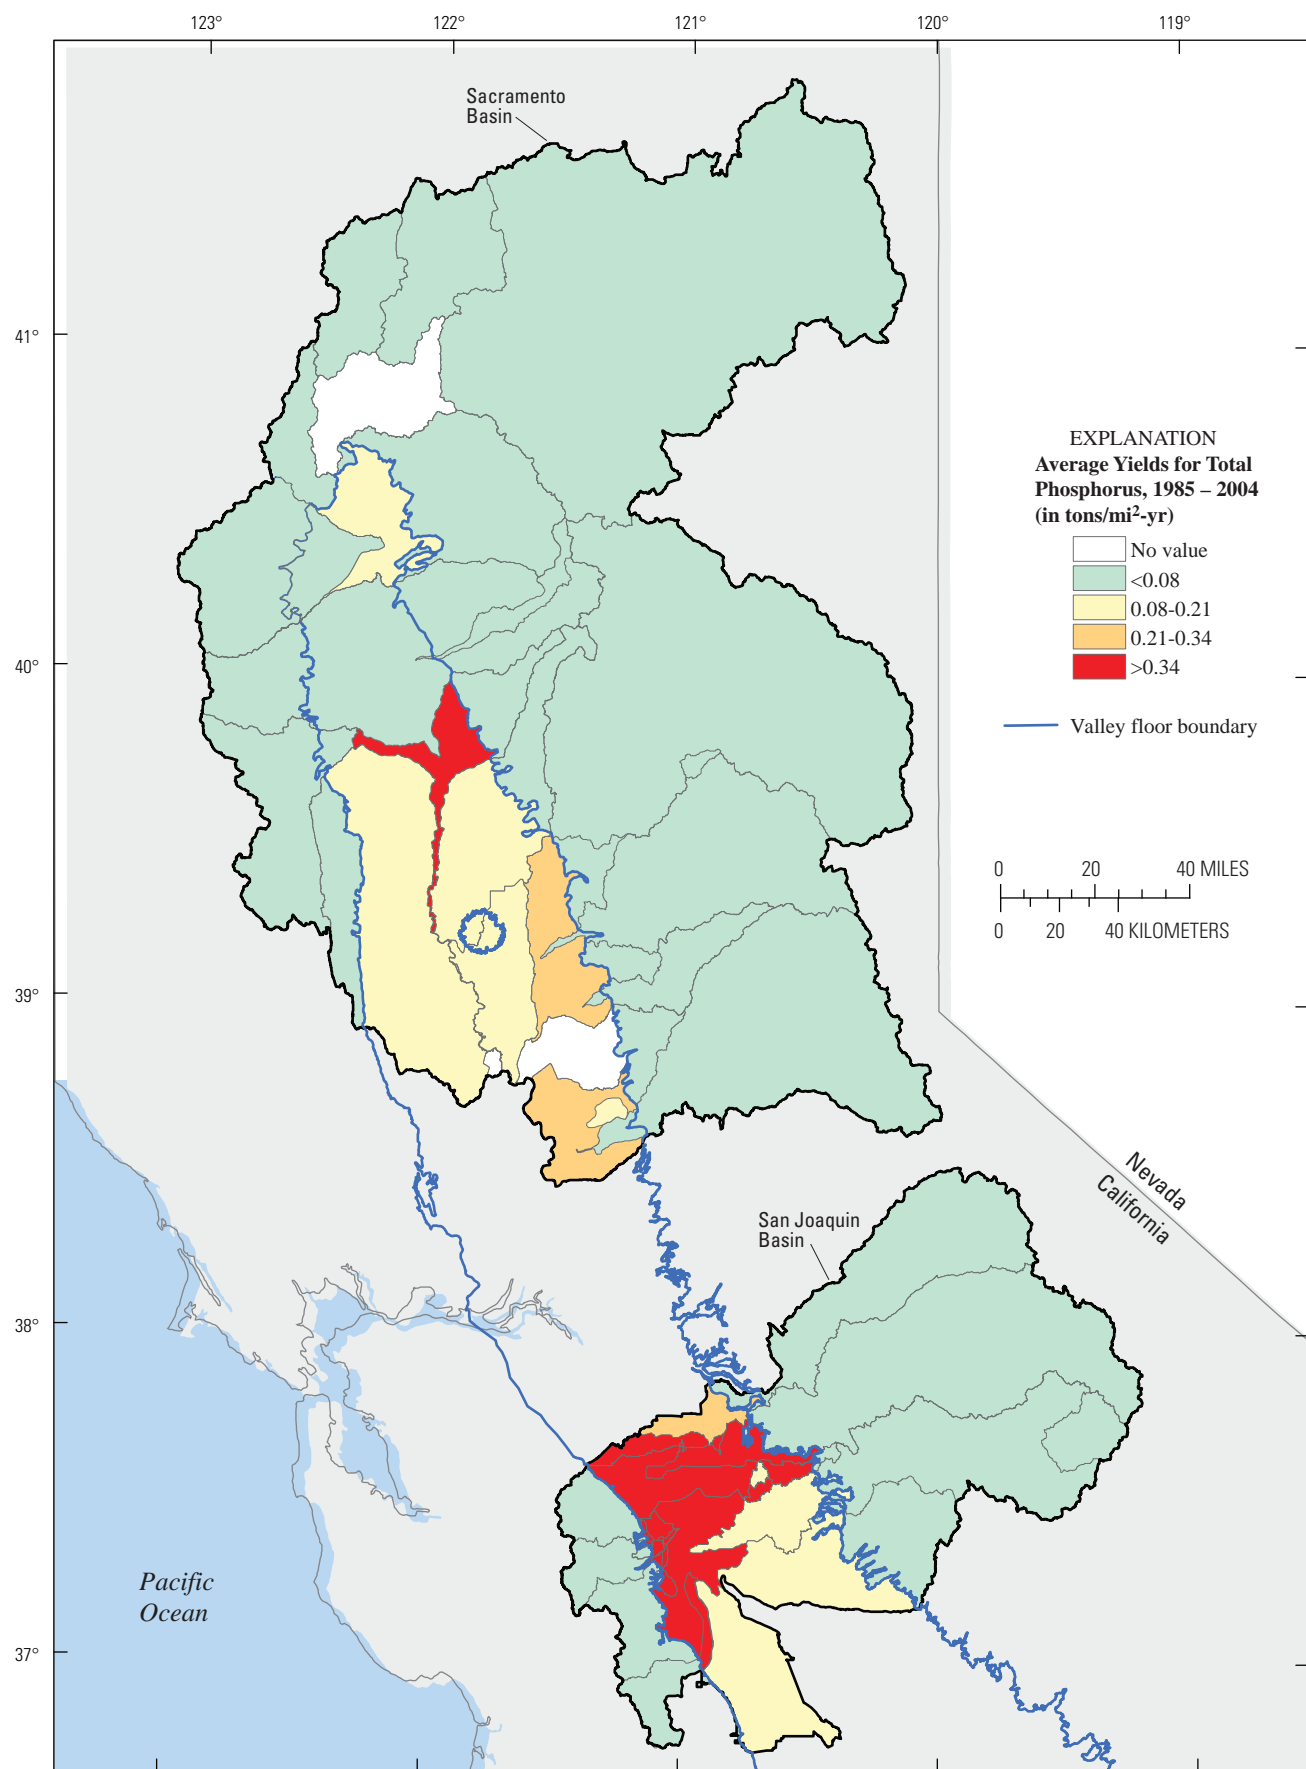 123°
122°
121°
120°
119°
Sacramento
Basin
41°
40°
39°
38°
37°
EXPLANATION
Average Yields for Total
Phosphorus, 1985 – 2004
(in tons/mi²-yr)
No value
<0.08
0.08-0.21
0.21-0.34
>0.34
Valley floor boundary
0 20 40 MILES
0 20 40 KILOMETERS
Nevada
California
San Joaquin
Basin
Pacific
Ocean